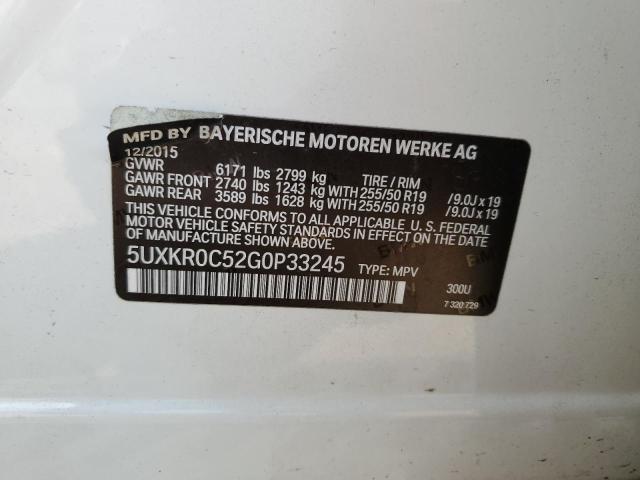 MFD BY BAYERISCHE MOTOREN WERKE AG
12/2015
GVWR 6171 lbs 2799 kg TIRE / RIM
GAWR FRONT 2740 lbs 1243 kg WITH 255/50 R19 /9.0J x 19
GAWR REAR 3589 lbs 1628 kg WITH 255/50 R19 /9.0J x 19
THIS VEHICLE CONFORMS TO ALL APPLICABLE U. S. FEDERAL
MOTOR VEHICLE SAFETY STANDARDS IN EFFECT ON THE DATE
OF MANUFACTURE SHOWN ABOVE.
5UXKR0C52G0P33245 TYPE: MPV
300U
7 320 729